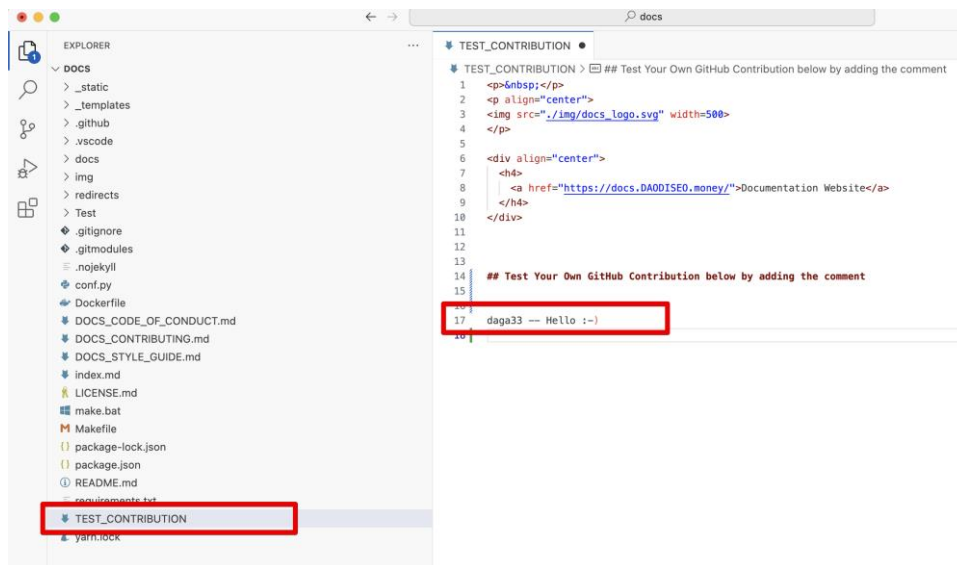 docs
EXPLORER
...
DOCS
_static
_templates
.github
.vscode
docs
img
redirects
Test
.gitignore
.gitmodules
.nojekyll
conf.py
Dockerfile
DOCS_CODE_OF_CONDUCT.md
DOCS_CONTRIBUTING.md
DOCS_STYLE_GUIDE.md
index.md
LICENSE.md
make.bat
Makefile
package-lock.json
package.json
README.md
requirements.txt
TEST_CONTRIBUTION
yarn.lock
1
TEST_CONTRIBUTION
TEST_CONTRIBUTION > ## Test Your Own GitHub Contribution below by adding the comment
1 <p>&nbsp;</p>
2 <p align="center">
3 <img src="./img/docs_logo.svg" width=500>
4 </p>
5
6 <div align="center">
7 <h4>
8 <a href="https://docs.DAODISEO.money/">Documentation Website</a>
9 </h4>
10 </div>
11
12
13
14 ## Test Your Own GitHub Contribution below by adding the comment
15
16
17 daga33 -- Hello :-)
18